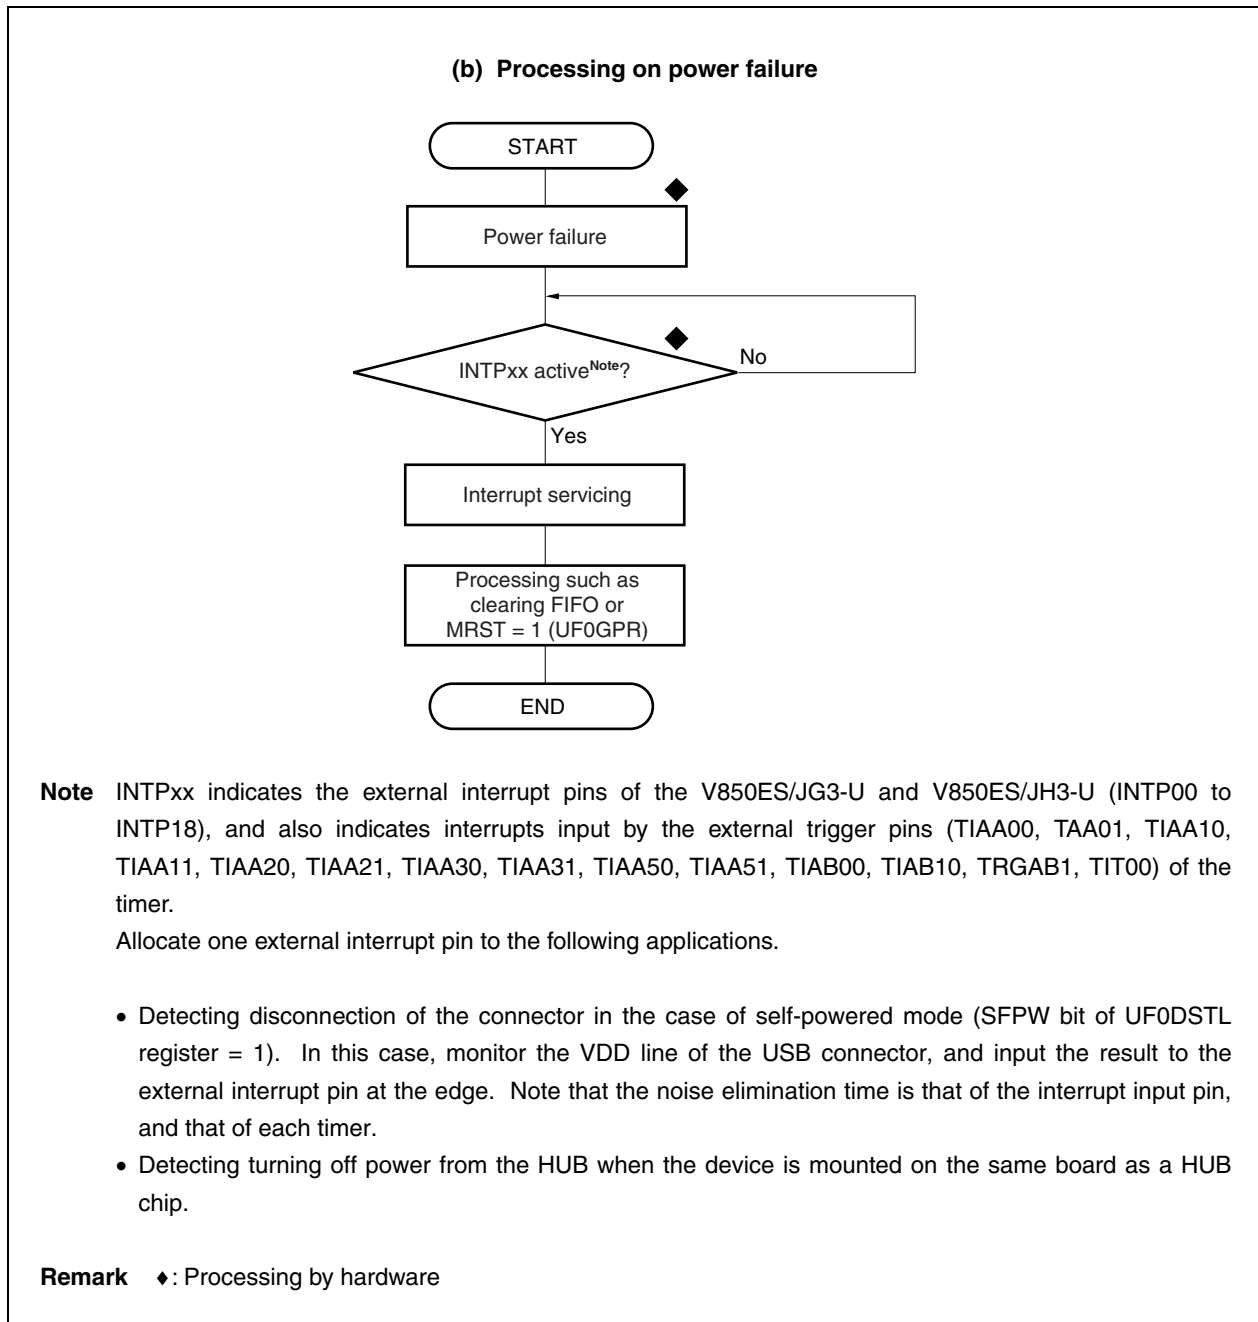 (b) Processing on power failure
START
Power failure
INTPxx active^Note?
No
Yes
Interrupt servicing
Processing such as
clearing FIFO or
MRST = 1 (UF0GPR)
END
Note INTPxx indicates the external interrupt pins of the V850ES/JG3-U and V850ES/JH3-U (INTP00 to
INTP18), and also indicates interrupts input by the external trigger pins (TIAA00, TAA01, TIAA10,
TIAA11, TIAA20, TIAA21, TIAA30, TIAA31, TIAA50, TIAA51, TIAB00, TIAB10, TRGAB1, TIT00) of the
timer.
Allocate one external interrupt pin to the following applications.
• Detecting disconnection of the connector in the case of self-powered mode (SFPW bit of UF0DSTL
register = 1). In this case, monitor the VDD line of the USB connector, and input the result to the
external interrupt pin at the edge. Note that the noise elimination time is that of the interrupt input pin,
and that of each timer.
• Detecting turning off power from the HUB when the device is mounted on the same board as a HUB
chip.
Remark ♦: Processing by hardware